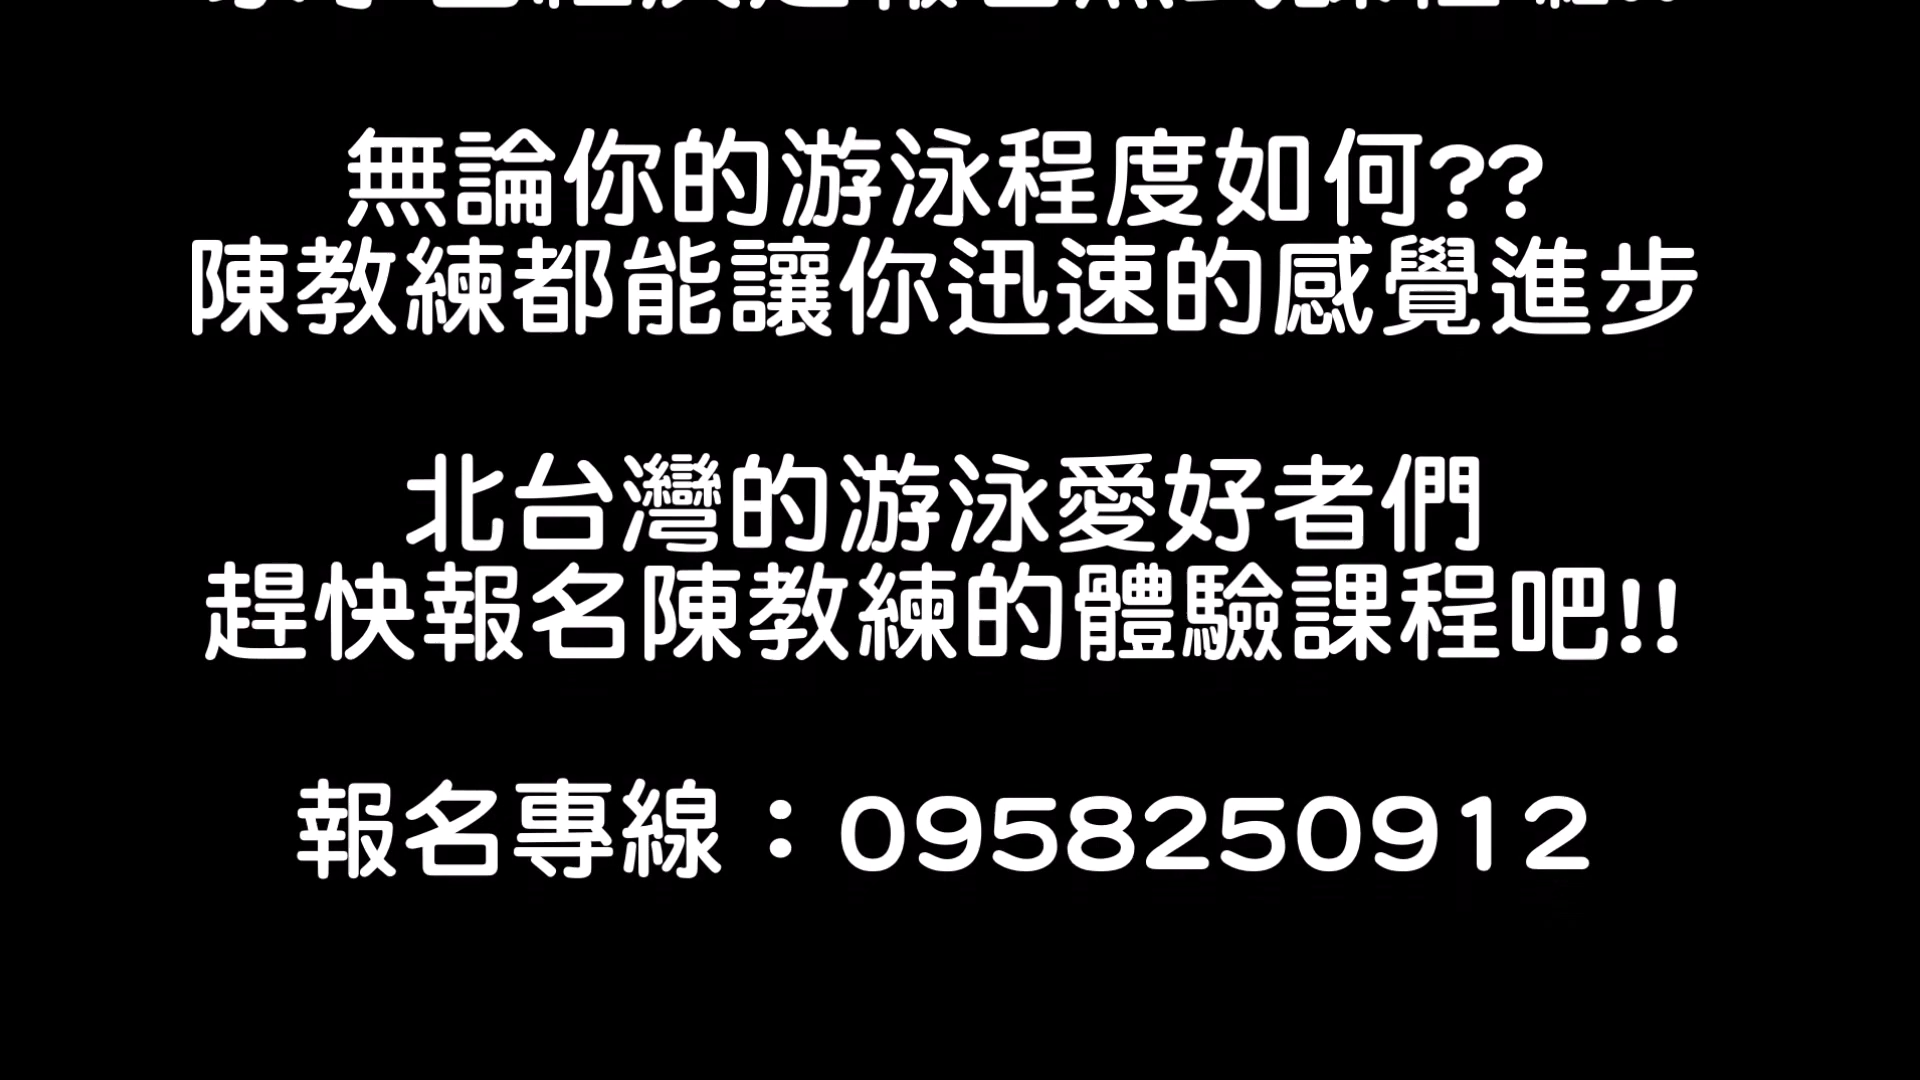 無論你的游泳程度如何??
陳教練都能讓你迅速的感覺進步
北台灣的游泳愛好者們
趕快報名陳教練的體驗課程吧!!
報名專線：0958250912